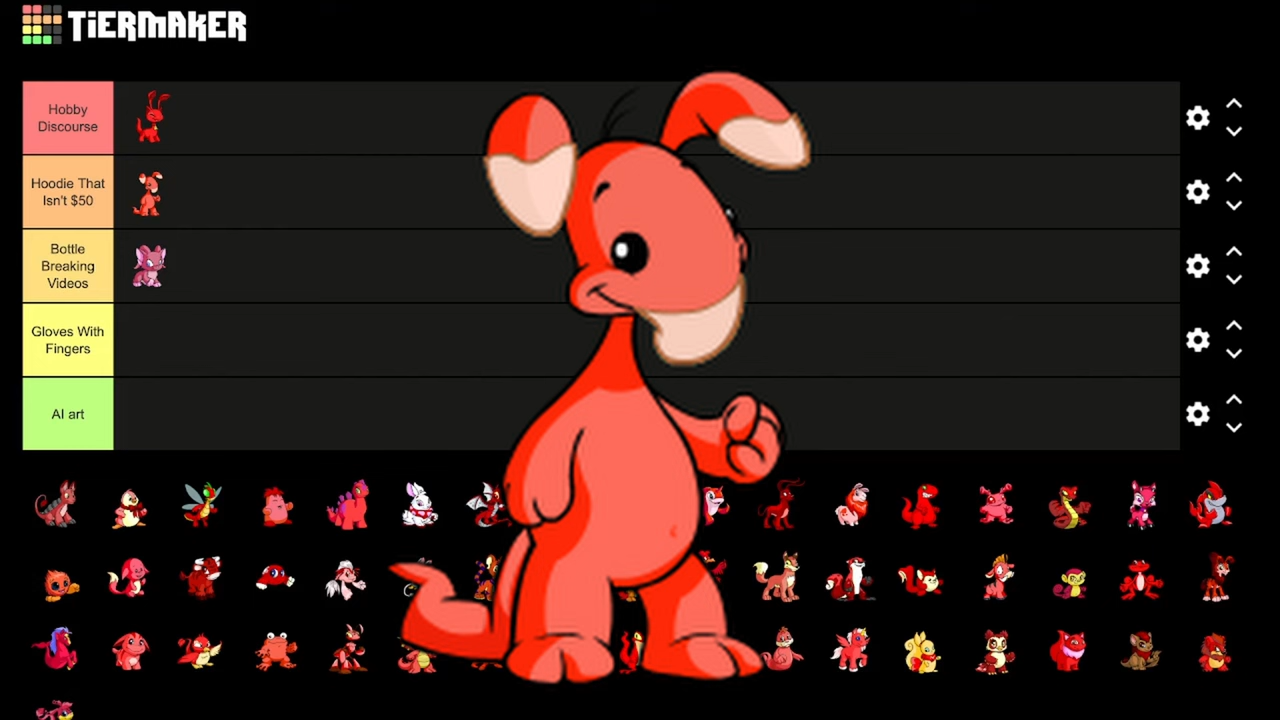 TIERMAKER
Hobby
Discourse
Hoodie That
Isn't $50
Bottle
Breaking
Videos
Gloves With
Fingers
AI art